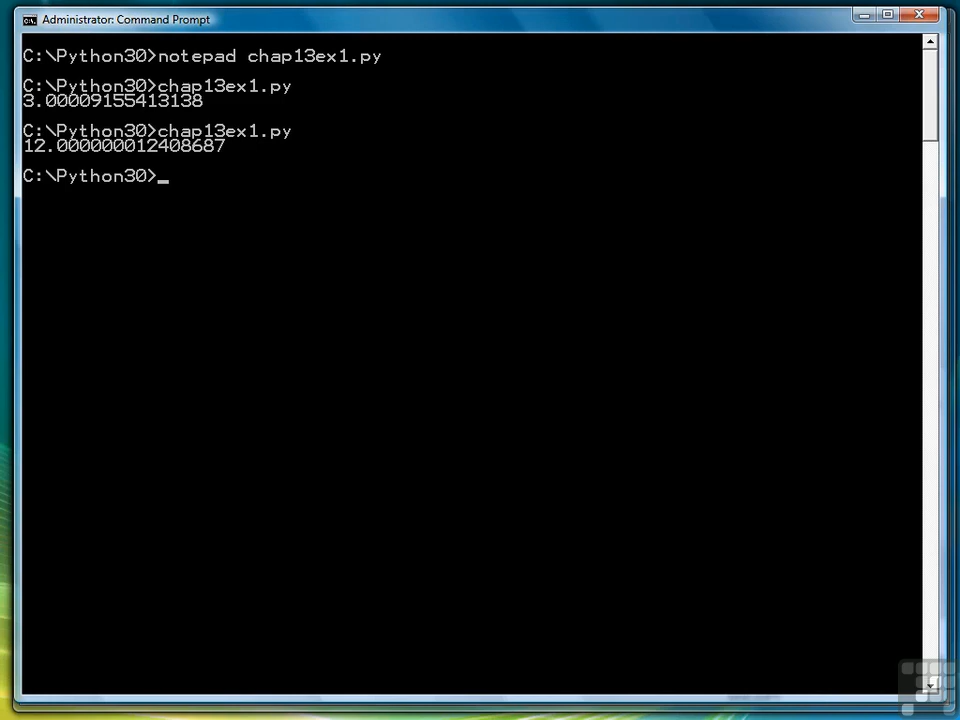 Administrator: Command Prompt
C:\Python30>notepad chap13ex1.py
C:\Python30>chap13ex1.py
3.00009155413138
C:\Python30>chap13ex1.py
12.000000012408687
C:\Python30>_